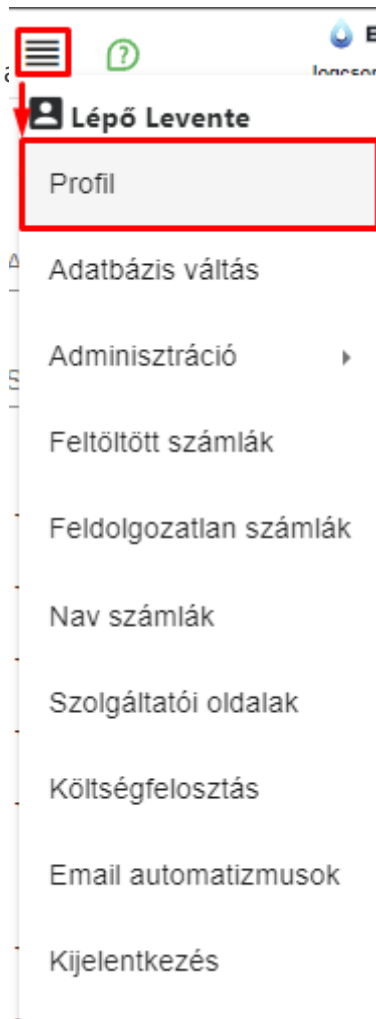 Lépő Levente
Profil
Adatbázis váltás
Adminisztráció
Feltöltött számlák
Feldolgozatlan számlák
Nav számlák
Szolgáltatói oldalak
Költségfelosztás
Email automatizmusok
Kijelentkezés